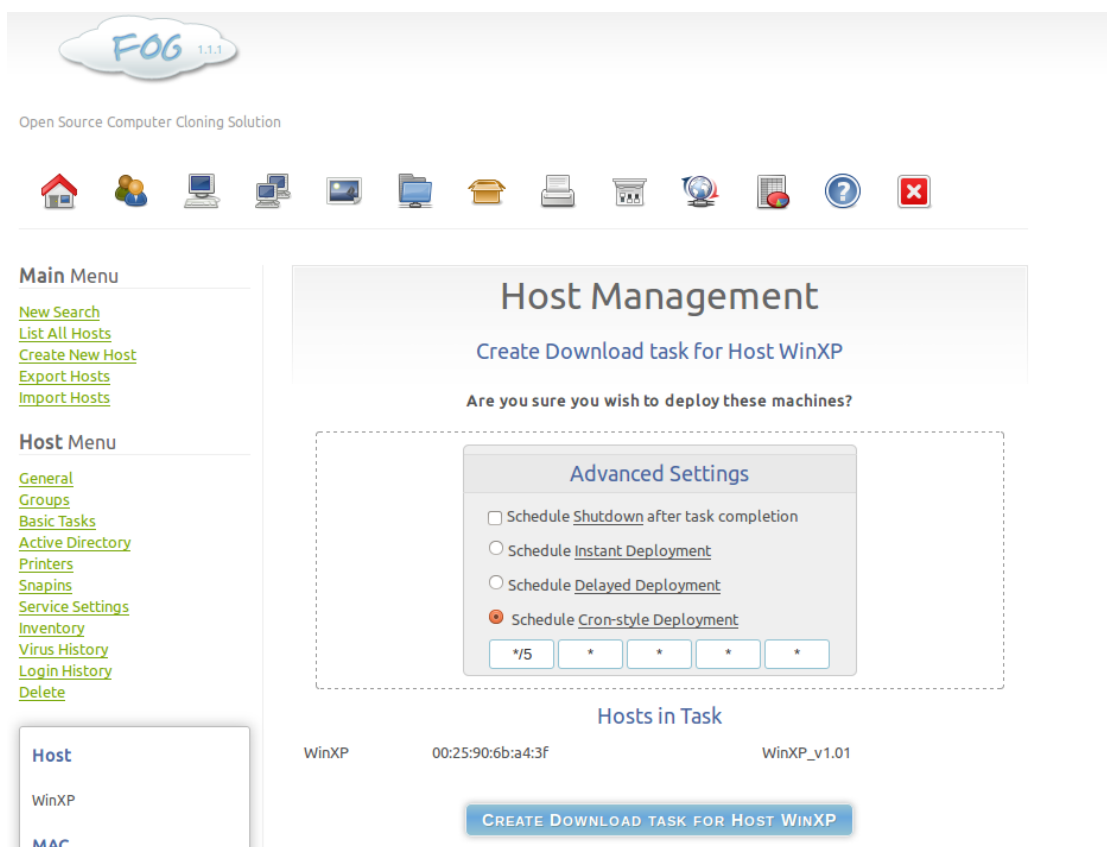 FOG 1.1.1
Open Source Computer Cloning Solution
Main Menu
New Search
List All Hosts
Create New Host
Export Hosts
Import Hosts
Host Menu
General
Groups
Basic Tasks
Active Directory
Printers
Snapins
Service Settings
Inventory
Virus History
Login History
Delete
Host
WinXP
MAC
Host Management
Create Download task for Host WinXP
Are you sure you wish to deploy these machines?
Advanced Settings
Schedule Shutdown after task completion
Schedule Instant Deployment
Schedule Delayed Deployment
Schedule Cron-style Deployment
*/5 * * * *
Hosts in Task
WinXP 00:25:90:6b:a4:3f WinXP_v1.01
Create Download task for Host WinXP